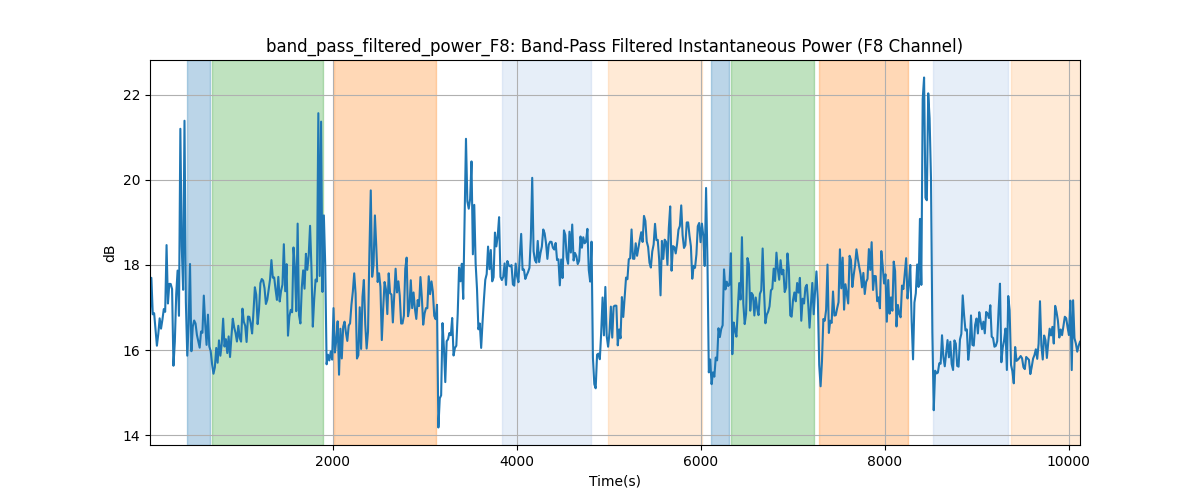 band_pass_filtered_power_F8: Band-Pass Filtered Instantaneous Power (F8 Channel)
22
20
18
16
14
dB
2000 4000 6000 8000 10000
Time(s)